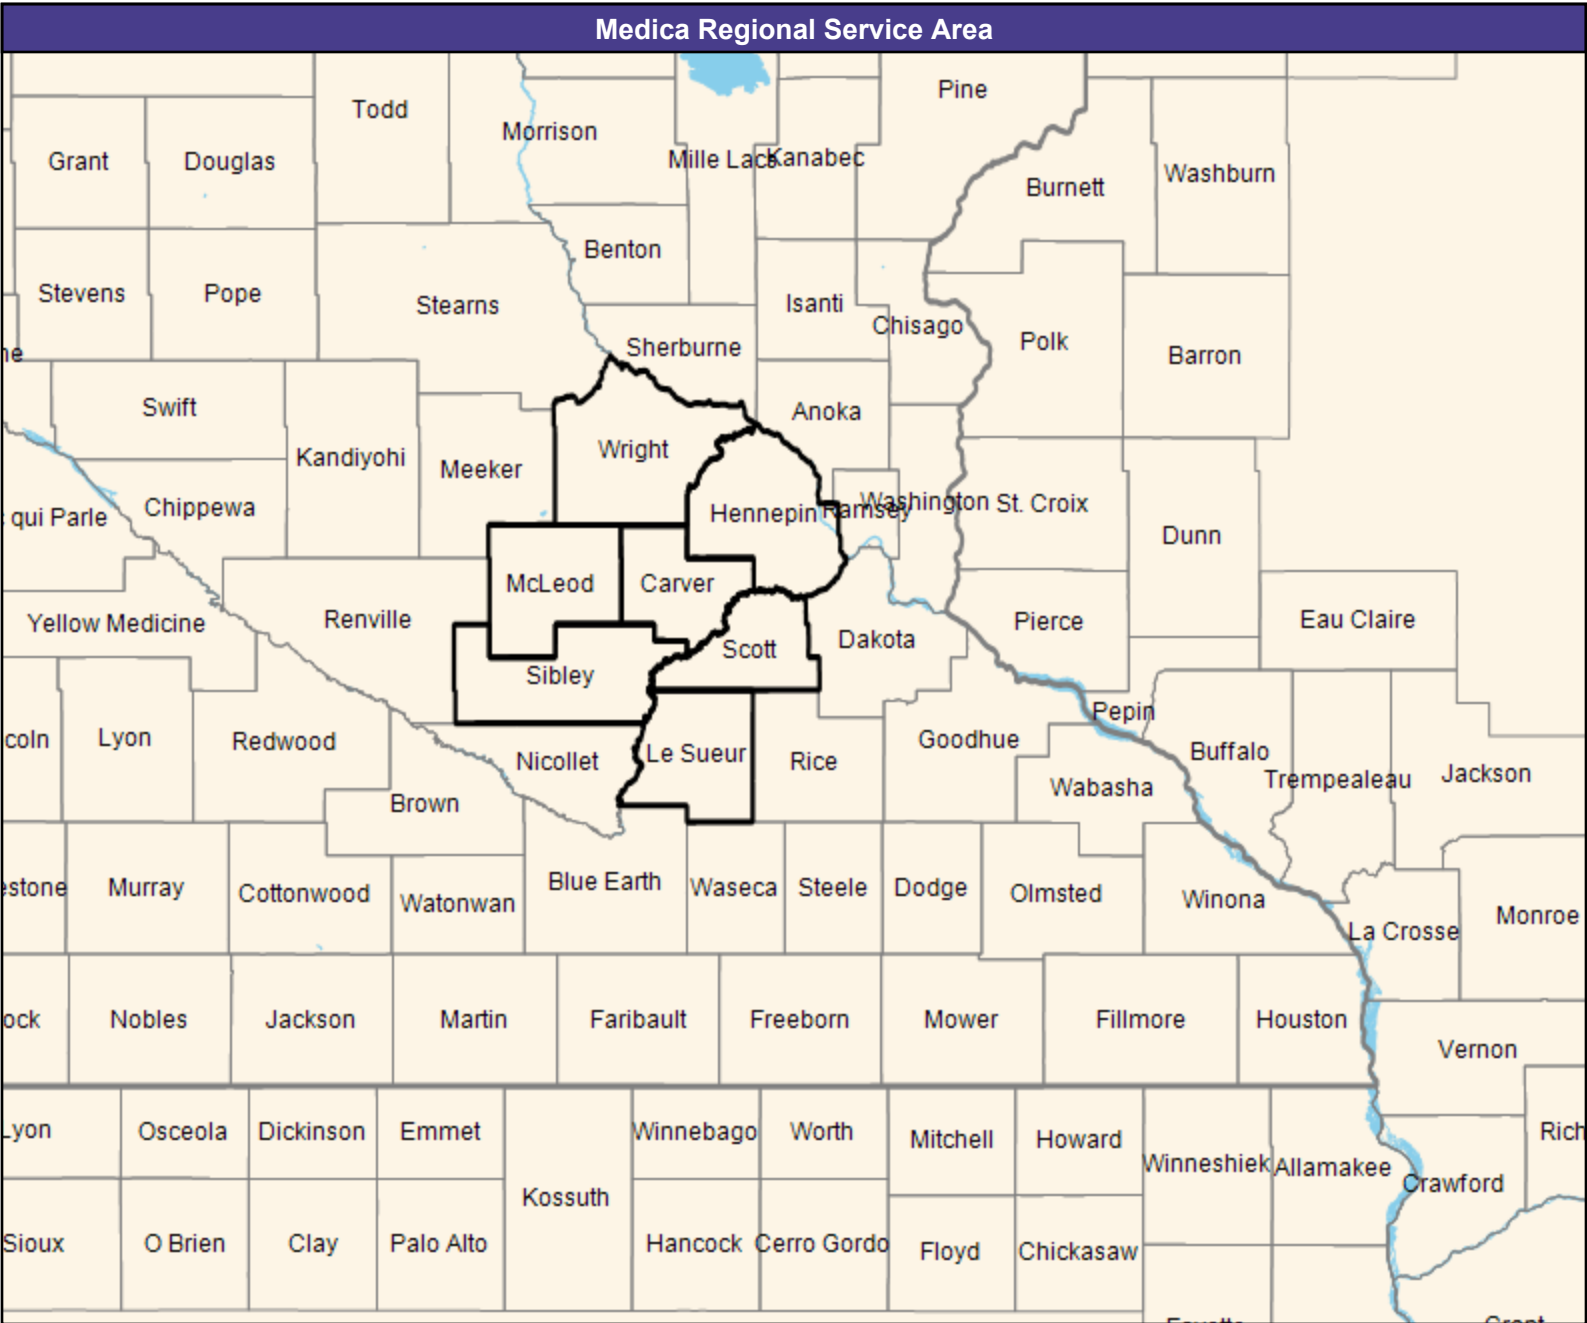 Medica Regional Service Area
Pine
Todd
Morrison
Mille Lacs
Kanabec
Grant
Douglas
Burnett
Washburn
Benton
Stevens
Pope
Stearns
Isanti
Chisago
Polk
Barron
Sherburne
ne
Swift
Anoka
Wright
Kandiyohi
Meeker
Chippewa
qui Parle
Hennepin
Ramsey
Washington
St. Croix
Dunn
McLeod
Carver
Renville
Yellow Medicine
Scott
Dakota
Pierce
Eau Claire
Sibley
Pepin
coln
Lyon
Redwood
Nicollet
Le Sueur
Rice
Goodhue
Buffalo
Trempealeau
Jackson
Wabasha
Brown
estone
Murray
Cottonwood
Watonwan
Blue Earth
Waseca
Steele
Dodge
Olmsted
Winona
La Crosse
Monroe
ock
Nobles
Jackson
Martin
Faribault
Freeborn
Mower
Fillmore
Houston
Vernon
Lyon
Osceola
Dickinson
Emmet
Winnebago
Worth
Mitchell
Howard
Winneshiek
Allamakee
Crawford
Rich
Kossuth
Sioux
O Brien
Clay
Palo Alto
Hancock
Cerro Gordo
Floyd
Chickasaw
Fayette
Grant